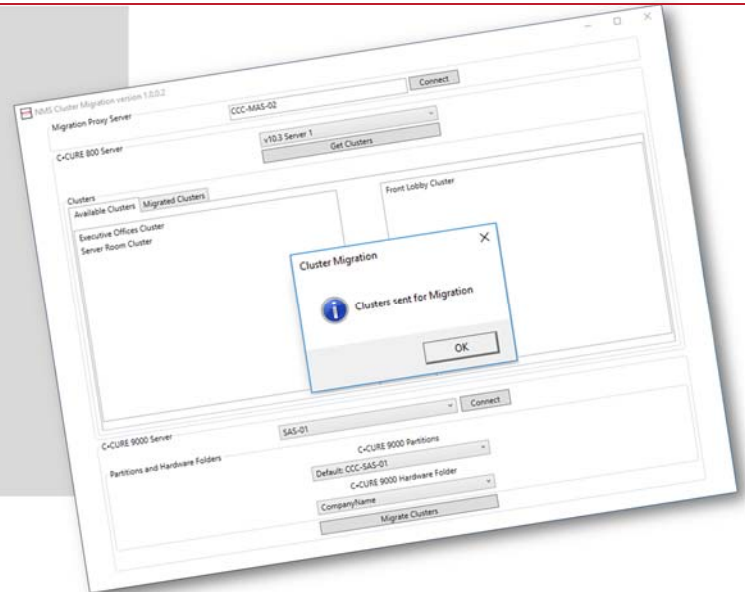 NMS Cluster Migration version 1.0.0.2
Migration Proxy Server
CCC-MAS-02
Connect
C•CURE 800 Server
v10.3 Server 1
Get Clusters
Clusters
Available Clusters
Migrated Clusters
Executive Offices Cluster
Server Room Cluster
Front Lobby Cluster
Cluster Migration
Clusters sent for Migration
OK
C•CURE 9000 Server
SAS-01
Connect
Partitions and Hardware Folders
C•CURE 9000 Partitions
Default: CCC-SAS-01
C•CURE 9000 Hardware Folder
CompanyName
Migrate Clusters